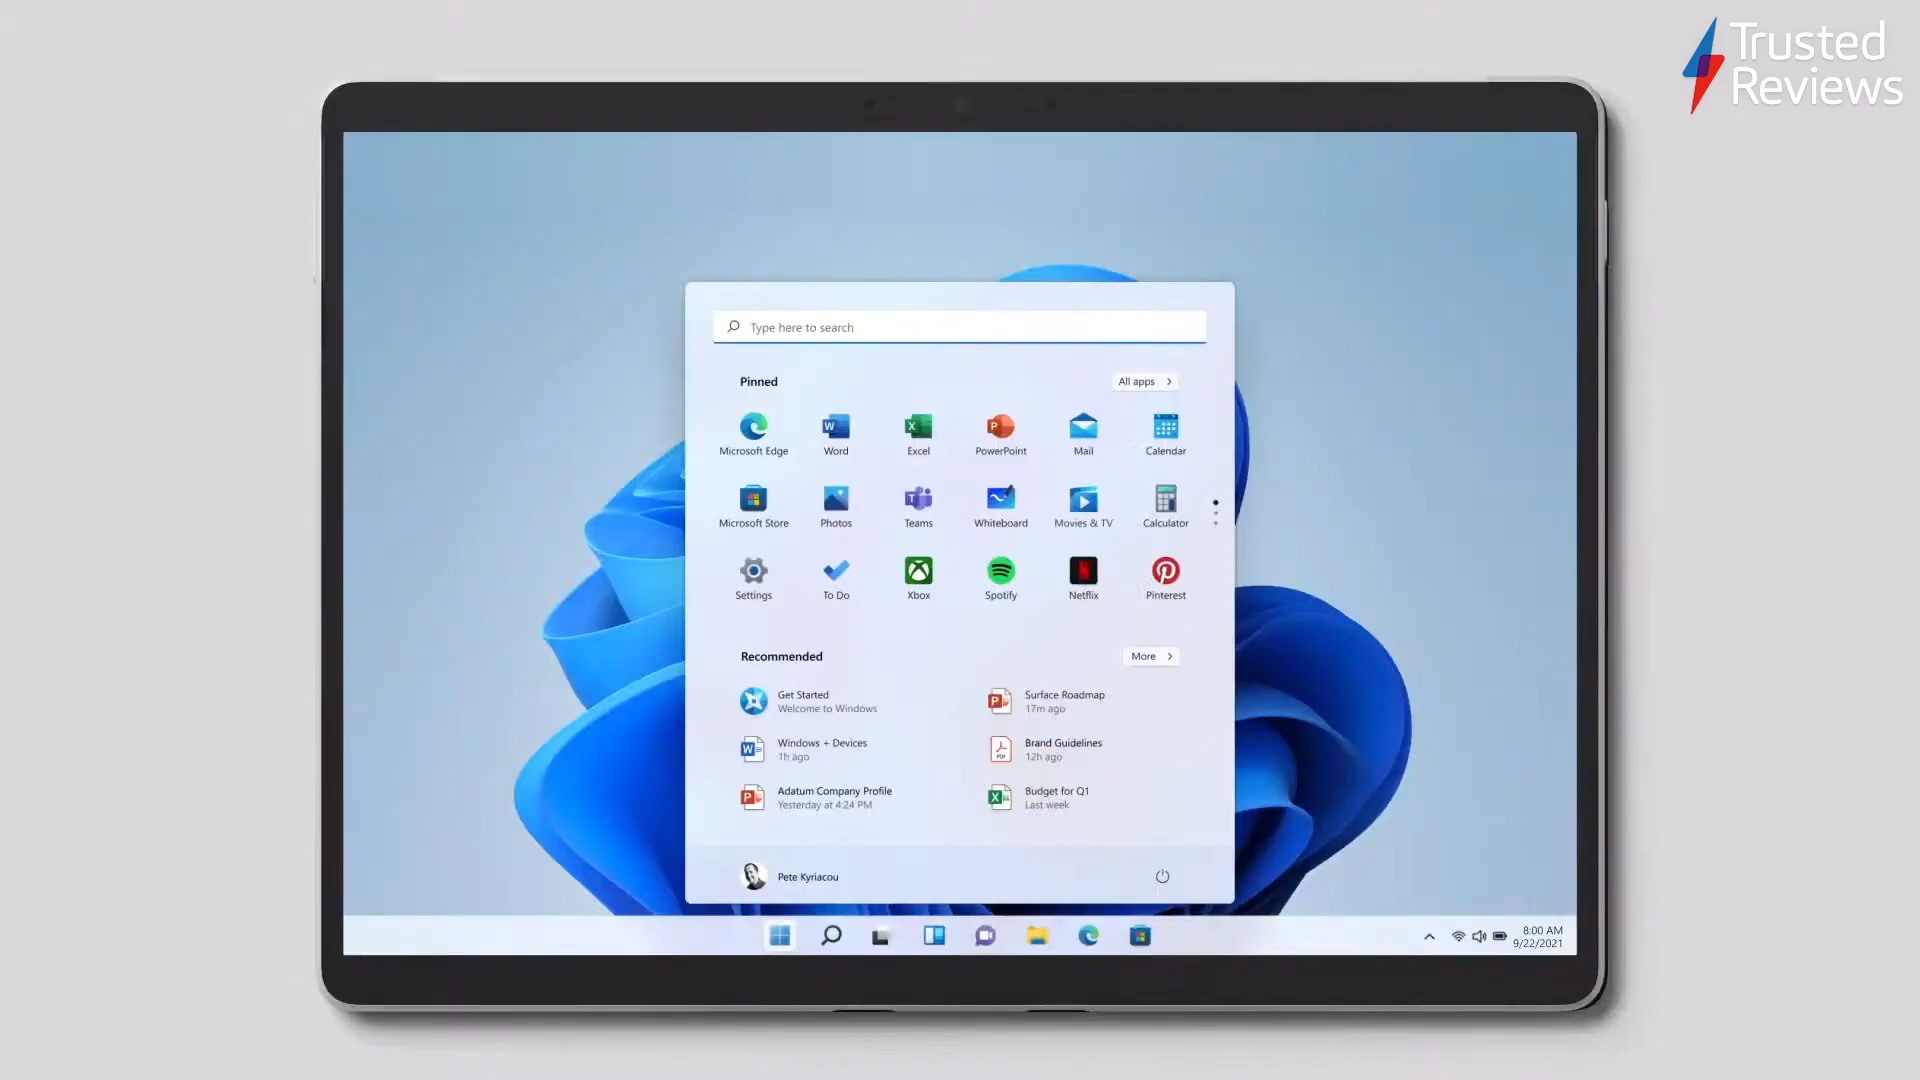 Trusted
Reviews
Type here to search
Pinned
All apps
Microsoft Edge
Word
Excel
PowerPoint
Mail
Calendar
Microsoft Store
Photos
Teams
Whiteboard
Movies & TV
Calculator
Settings
To Do
Xbox
Spotify
Netflix
Pinterest
Recommended
More
Get Started
Welcome to Windows
Surface Roadmap
17m ago
Windows + Devices
1h ago
Brand Guidelines
12h ago
Adatum Company Profile
Yesterday at 4:24 PM
Budget for Q1
Last week
Pete Kyriacou
8:00 AM
9/22/2021